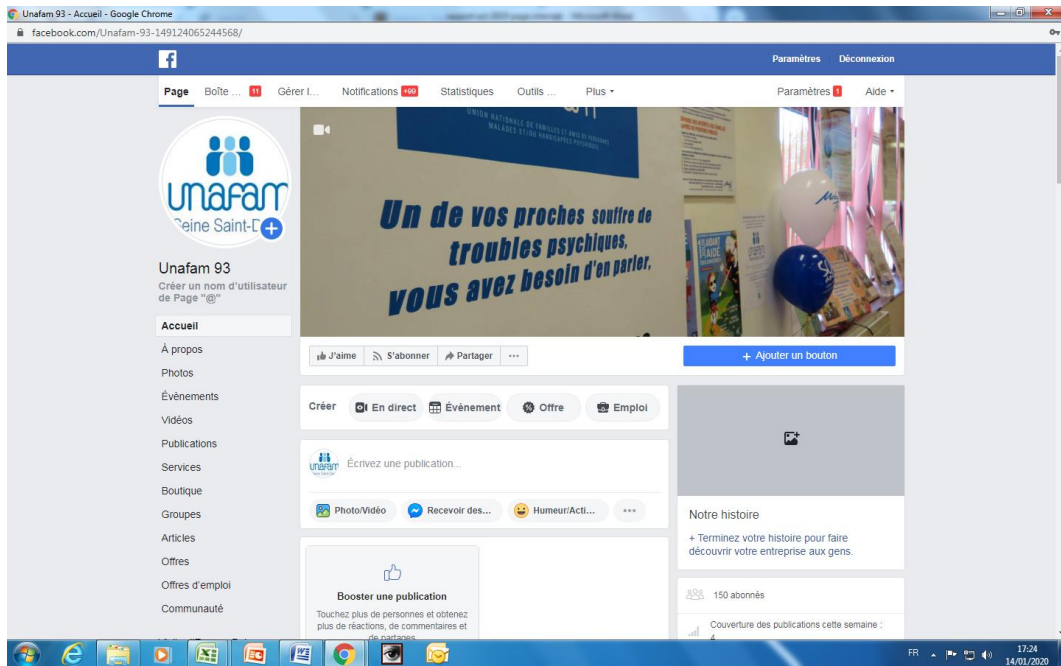 Unafam 93 - Accueil - Google Chrome
facebook.com/Unafam-93-149124065244568/
Paramètres Déconnexion
Page Boîte ... 11 Gérer l... Notifications +99 Statistiques Outils ... Plus Paramètres 1 Aide
UNION NATIONALE DE FAMILLES ET AMIS DE PERSONNES
MALADES ET/OU HANDICAPÉES PSYCHIQUES
Un de vos proches souffre de
troubles psychiques,
vous avez besoin d'en parler,
unafam
Seine Saint-D
Unafam 93
Créer un nom d'utilisateur
de Page "@"
Accueil
À propos
Photos
Évènements
Vidéos
Publications
Services
Boutique
Groupes
Articles
Offres
Offres d'emploi
Communauté
J'aime S'abonner Partager ...
+ Ajouter un bouton
Créer En direct Évènement Offre Emploi
unafam
Écrivez une publication...
Photo/Vidéo Recevoir des... Humeur/Acti... ...
Booster une publication
Touchez plus de personnes et obtenez
plus de réactions, de commentaires et
de partages
Notre histoire
+ Terminez votre histoire pour faire
découvrir votre entreprise aux gens.
150 abonnés
Couverture des publications cette semaine :
4
FR 17:24
14/01/2020